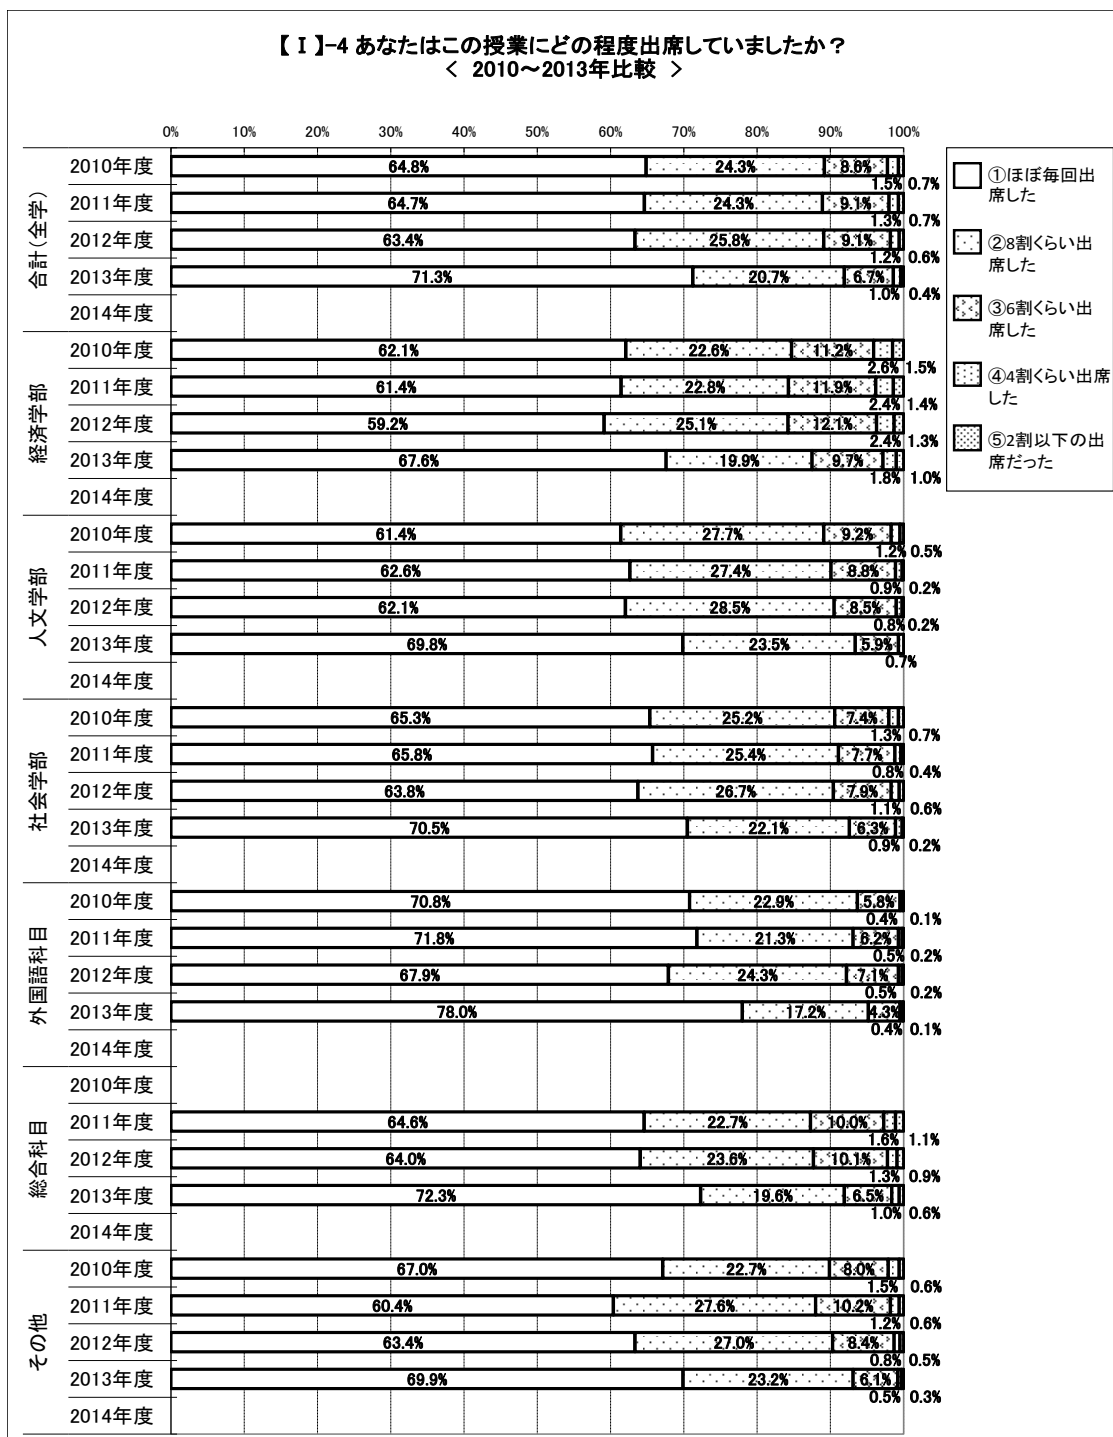 【Ⅰ】-4 あなたはこの授業にどの程度出席していましたか？
＜ 2010～2013年比較 ＞
0% 10% 20% 30% 40% 50% 60% 70% 80% 90% 100%
合計(全学)
2010年度 64.8% 24.3% 8.6%
1.5% 0.7%
2011年度 64.7% 24.3% 9.1%
1.3% 0.7%
2012年度 63.4% 25.8% 9.1%
1.2% 0.6%
2013年度 71.3% 20.7% 6.7%
1.0% 0.4%
2014年度
経済学部
2010年度 62.1% 22.6% 11.2%
2.6% 1.5%
2011年度 61.4% 22.8% 11.9%
2.4% 1.4%
2012年度 59.2% 25.1% 12.1%
2.4% 1.3%
2013年度 67.6% 19.9% 9.7%
1.8% 1.0%
2014年度
人文学部
2010年度 61.4% 27.7% 9.2%
1.2% 0.5%
2011年度 62.6% 27.4% 8.8%
0.9% 0.2%
2012年度 62.1% 28.5% 8.5%
0.8% 0.2%
2013年度 69.8% 23.5% 5.9%
0.7%
2014年度
社会学部
2010年度 65.3% 25.2% 7.4%
1.3% 0.7%
2011年度 65.8% 25.4% 7.7%
0.8% 0.4%
2012年度 63.8% 26.7% 7.9%
1.1% 0.6%
2013年度 70.5% 22.1% 6.3%
0.9% 0.2%
2014年度
外国語科目
2010年度 70.8% 22.9% 5.8%
0.4% 0.1%
2011年度 71.8% 21.3% 6.2%
0.5% 0.2%
2012年度 67.9% 24.3% 7.1%
0.5% 0.2%
2013年度 78.0% 17.2% 4.3%
0.4% 0.1%
2014年度
総合科目
2010年度
2011年度 64.6% 22.7% 10.0%
1.6% 1.1%
2012年度 64.0% 23.6% 10.1%
1.3% 0.9%
2013年度 72.3% 19.6% 6.5%
1.0% 0.6%
2014年度
その他
2010年度 67.0% 22.7% 8.0%
1.5% 0.6%
2011年度 60.4% 27.6% 10.2%
1.2% 0.6%
2012年度 63.4% 27.0% 8.4%
0.8% 0.5%
2013年度 69.9% 23.2% 6.1%
0.5% 0.3%
2014年度
①ほぼ毎回出
席した
②8割くらい出
席した
③6割くらい出
席した
④4割くらい出席
した
⑤2割以下の出
席だった